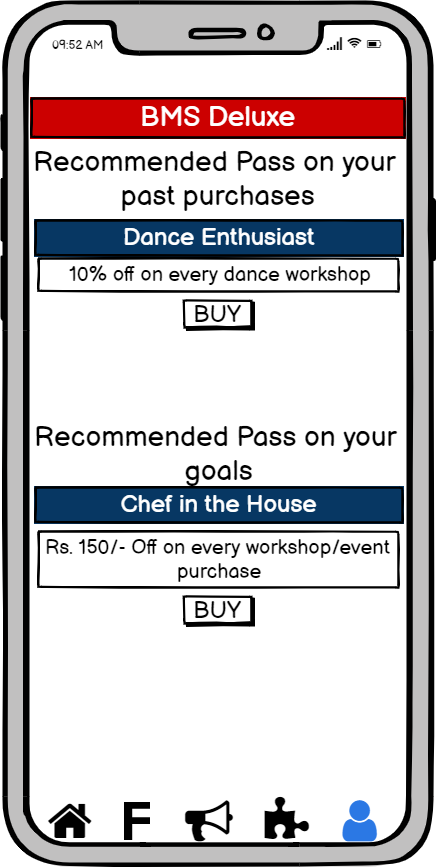 09:52 AM
BMS Deluxe
Recommended Pass on your
past purchases
Dance Enthusiast
10% off on every dance workshop
BUY
Recommended Pass on your
goals
Chef in the House
Rs. 150/- Off on every workshop/event
purchase
BUY
F